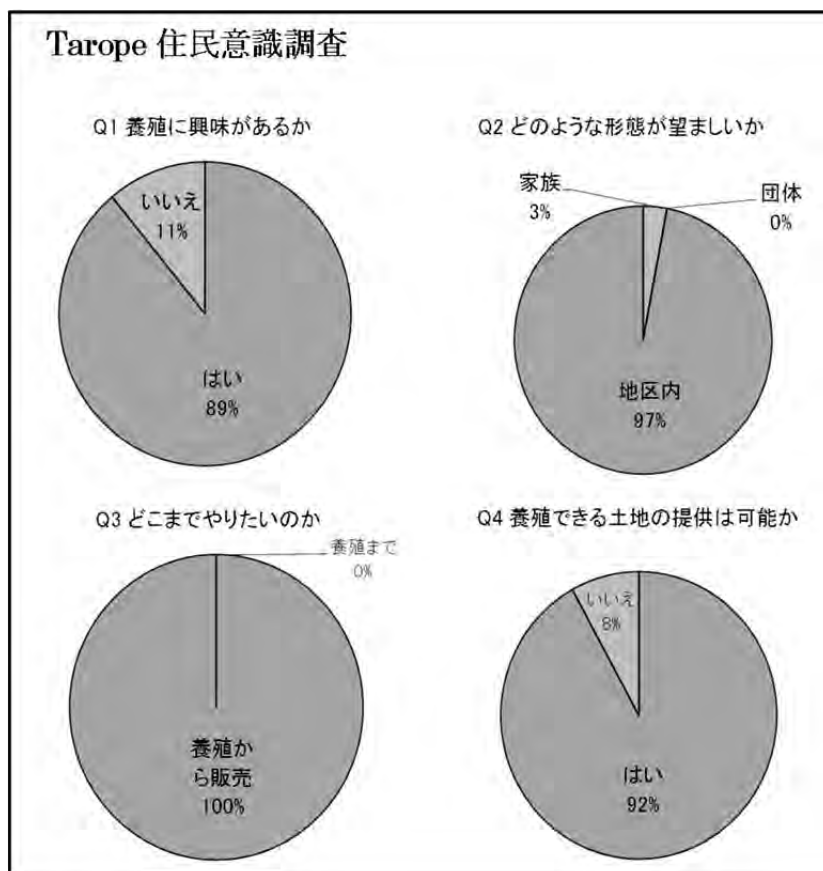 Tarope 住民意識調査
Q1 養殖に興味があるか
いいえ
11%
はい
89%
Q2 どのような形態が望ましいか
家族
3%
団体
0%
地区内
97%
Q3 どこまでやりたいのか
養殖まで
0%
養殖か
ら販売
100%
Q4 養殖できる土地の提供は可能か
いいえ
8%
はい
92%